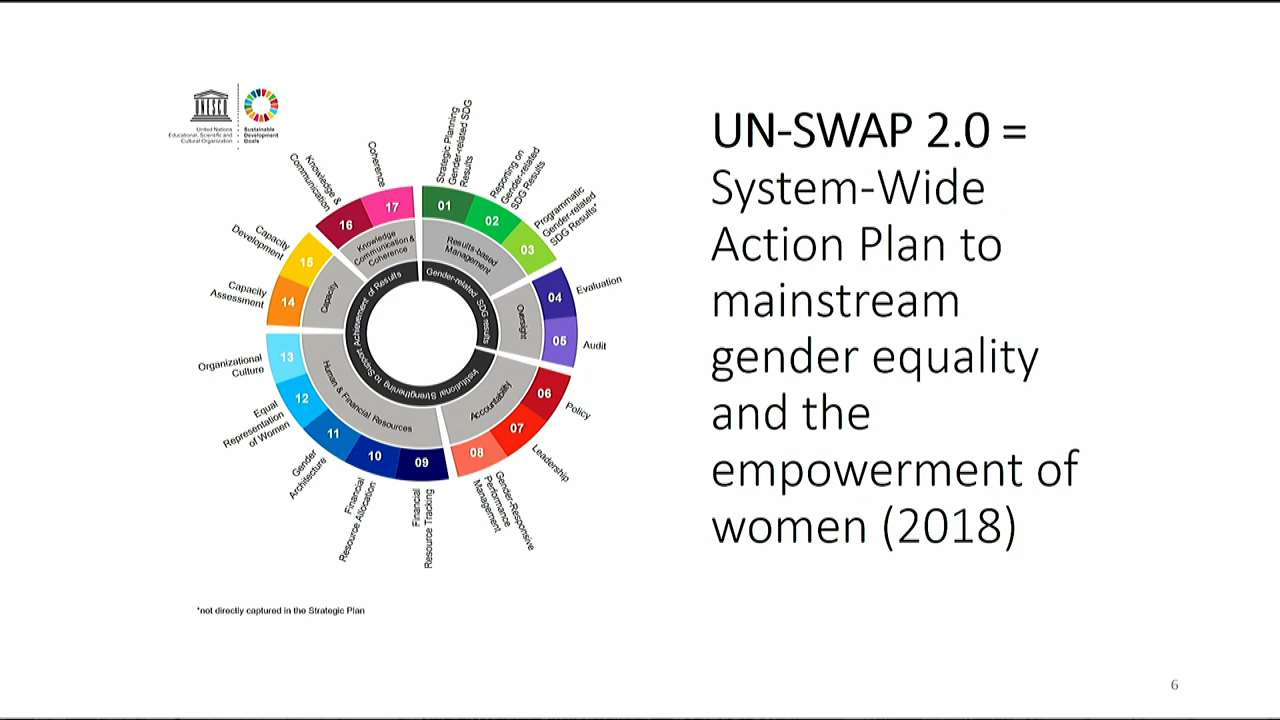 UNESCO
United Nations
Educational, Scientific and
Cultural Organization
Sustainable
Development
Goals
UN-SWAP 2.0 =
System-Wide
Action Plan to
mainstream
gender equality
and the
empowerment of
women (2018)
01
Strategic Planning
Gender-related SDG
Results
02
Reporting on
Gender-related
SDG Results
03
Programmatic
Gender-related
SDG Results*
04
Evaluation
05
Audit
06
Policy
07
Leadership
08
Gender-Responsive
Performance
Management
09
Financial
Resource Tracking
10
Financial
Resource Allocation
11
Gender
Architecture
12
Equal
Representation
of Women
13
Organizational
Culture
14
Capacity
Assessment
15
Capacity
Development
16
Knowledge &
Communication
17
Coherence
Results-based
Management
Oversight
Accountability
Human & Financial Resources
Capacity
Knowledge
Communication &
Coherence
Gender-related SDG results
Institutional Strengthening to Support Achievement of Results
*not directly captured in the Strategic Plan
6